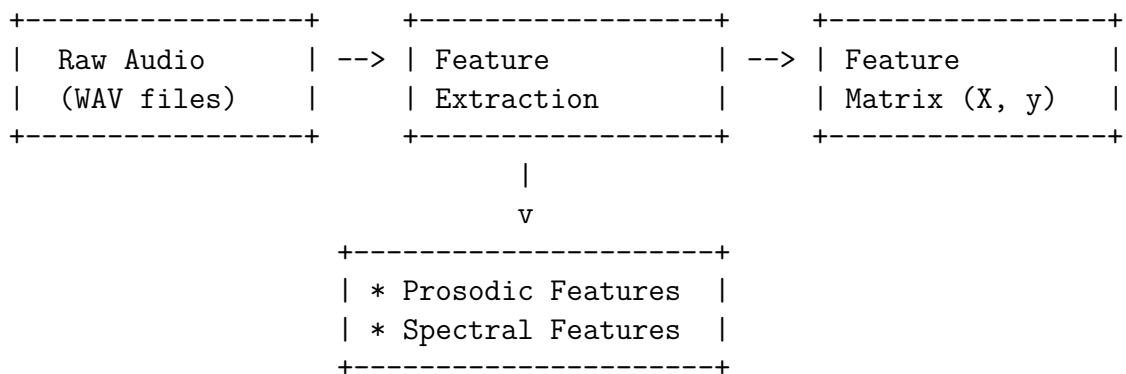 +-----------------+     +------------------+     +-----------------+
|  Raw Audio      | --> | Feature          | --> | Feature         |
|  (WAV files)    |     | Extraction       |     | Matrix (X, y)   |
+-----------------+     +------------------+     +-----------------+
                               |
                               v
                    +----------------------+
                    | * Prosodic Features  |
                    | * Spectral Features  |
                    +----------------------+